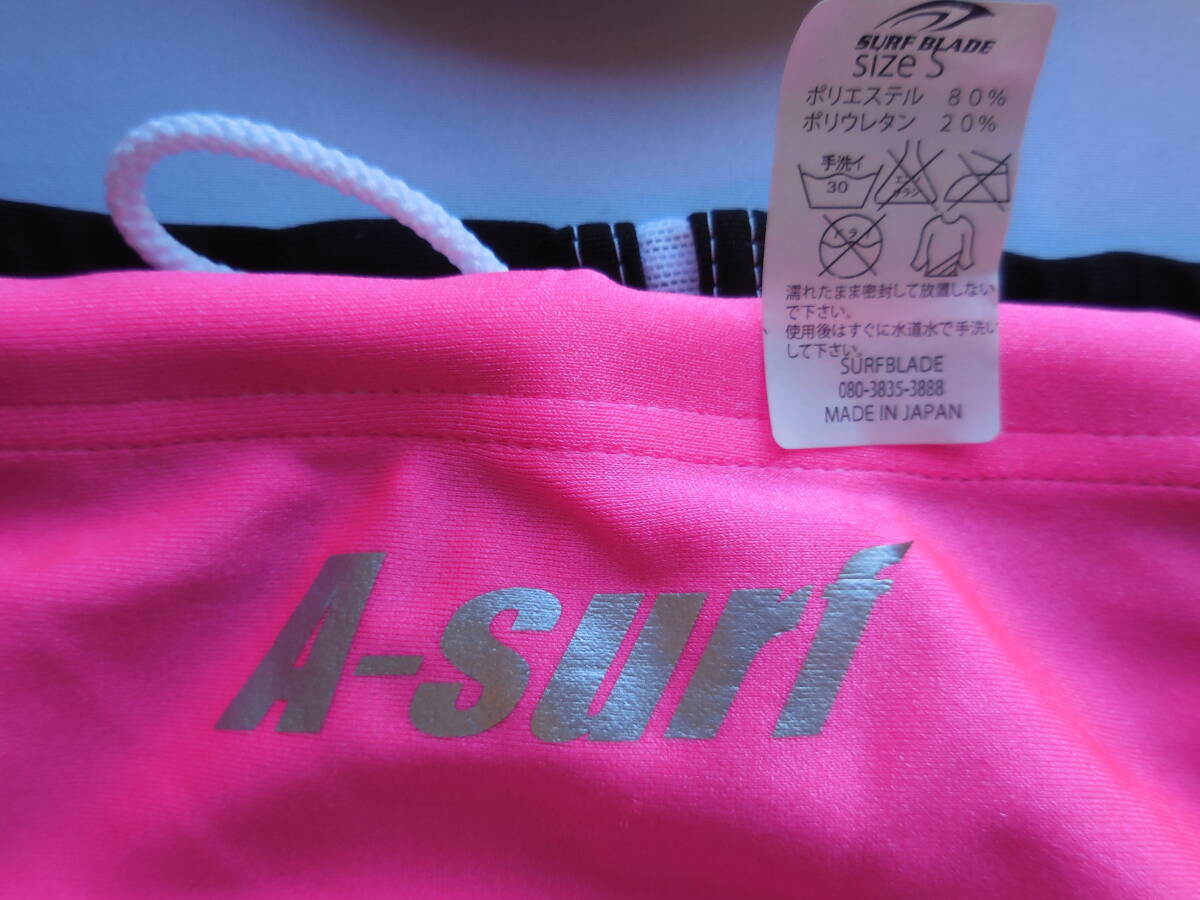 SURF BLADE
SIZE S
ポリエステル 80%
ポリウレタン 20%
手洗イ
30
濡れたまま密封して放置しない
で下さい。
使用後はすぐに水道水で手洗い
して下さい。
SURFBLADE
080-3835-3888
MADE IN JAPAN
A-surf